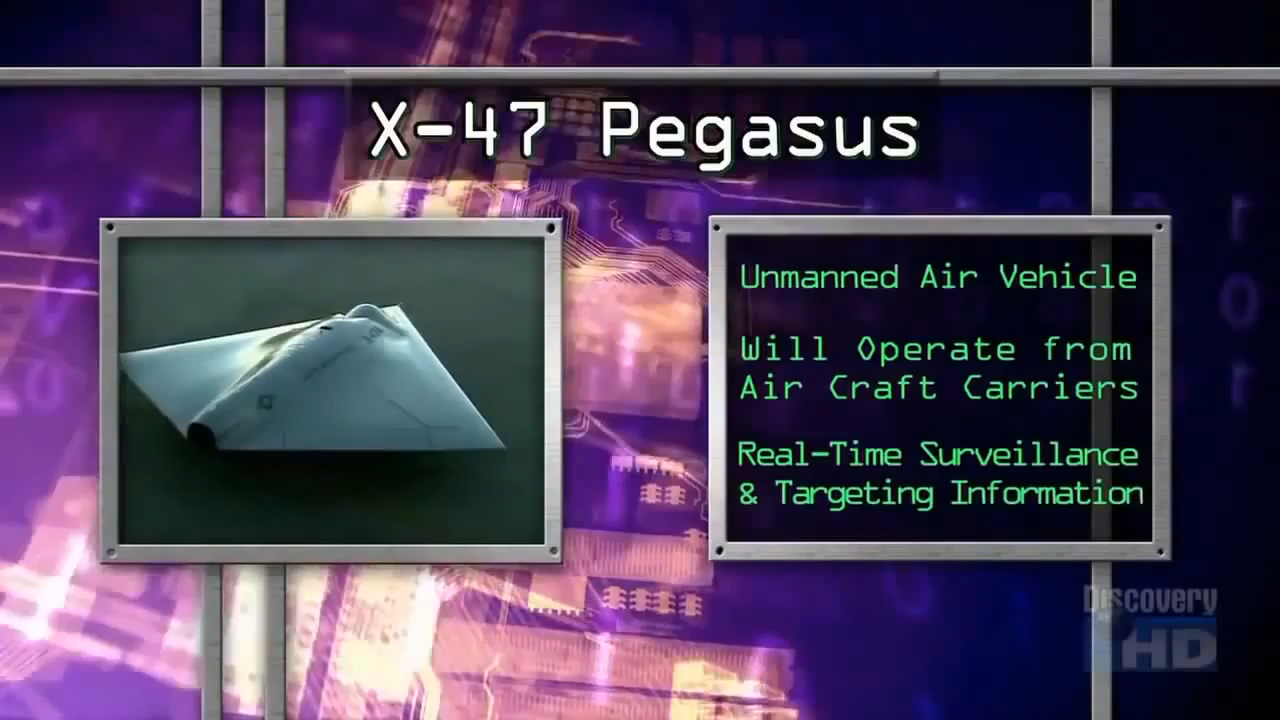 X-47 Pegasus
Unmanned Air Vehicle
Will Operate from
Air Craft Carriers
Real-Time Surveillance
& Targeting Information
Discovery
HD